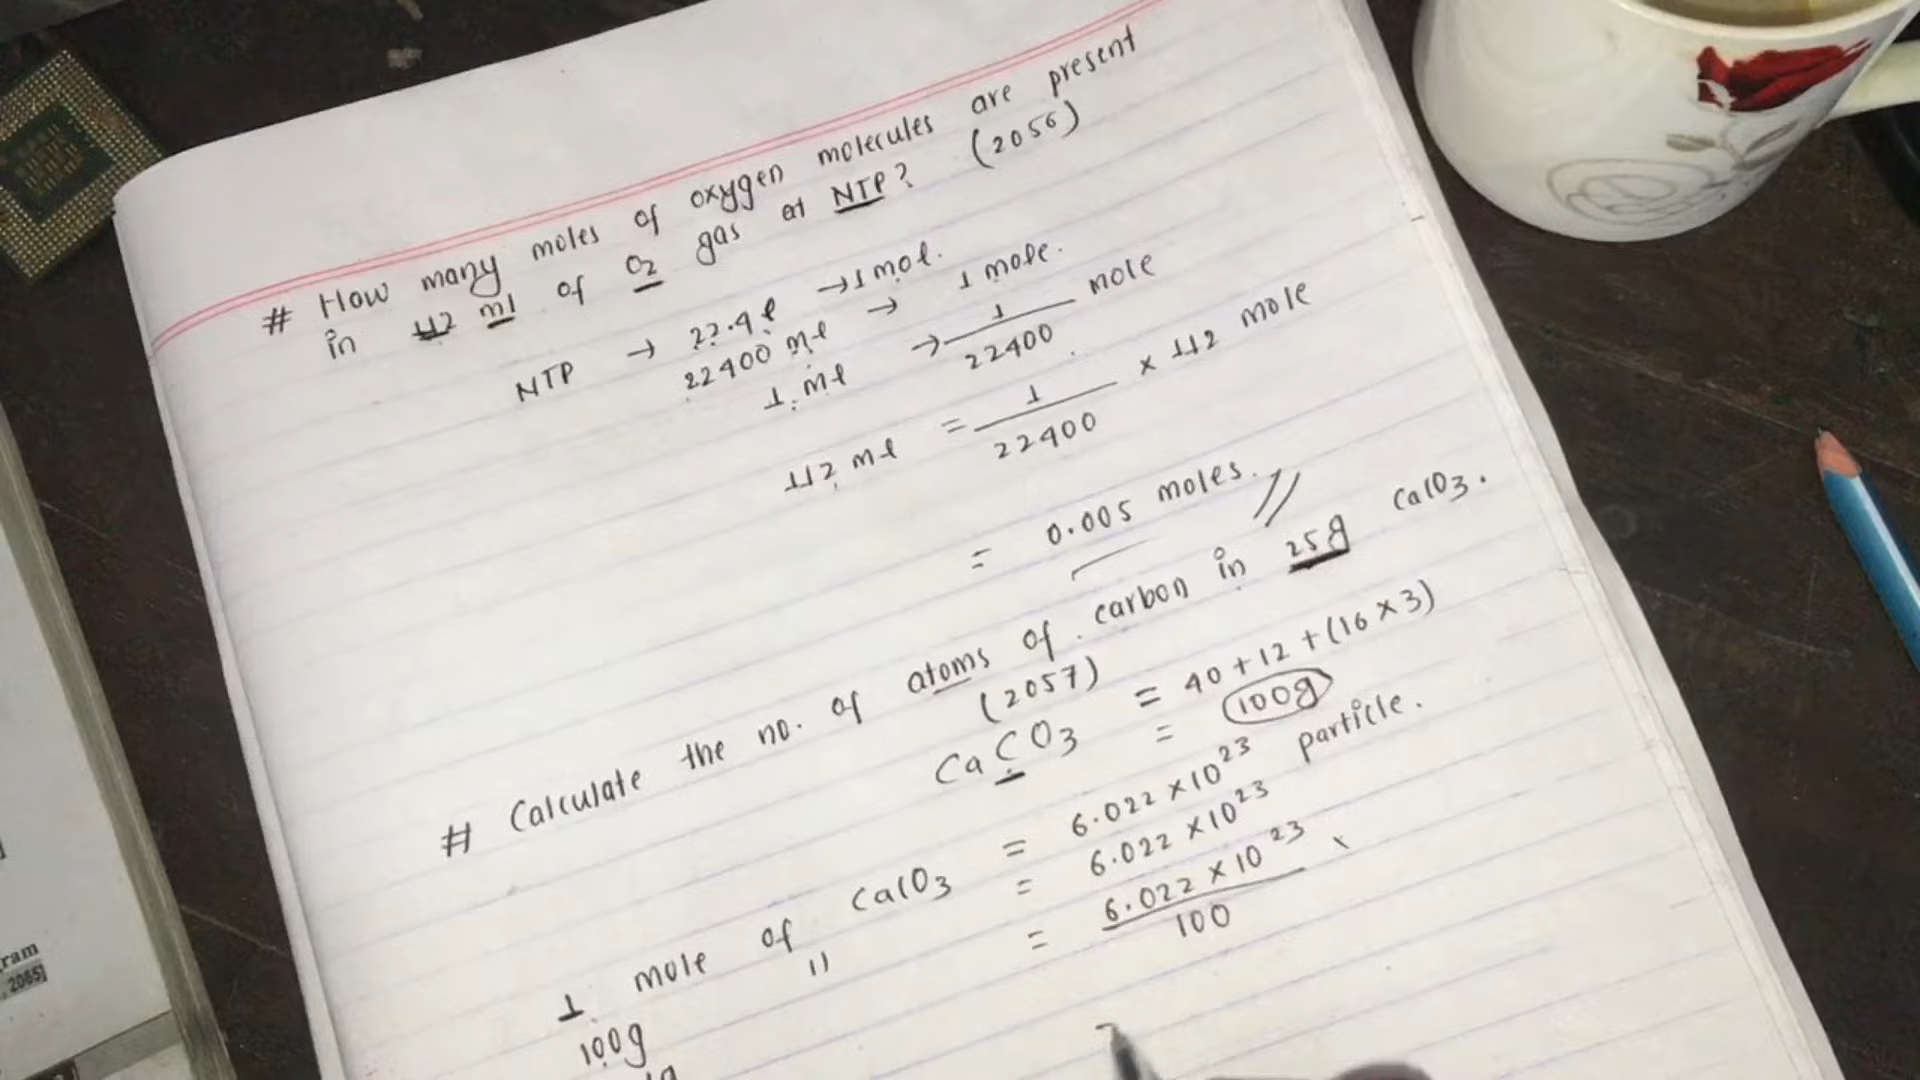 # How many moles of oxygen molecules are present
in 112 ml of O2 gas at NTP? (2056)
NTP → 22.4 l → 1 mol.
22400 ml → 1 mole.
1 ml → 1/22400 mole
112 ml = 1/22400 × 112 mole
= 0.005 moles.
# Calculate the no. of atoms of carbon in 25g CaCO3.
(2057)
CaCO3 = 40 + 12 + (16 × 3)
= 100g
1 mole of CaCO3 = 6.022 × 10^23 particle.
100g " = 6.022 × 10^23
= 6.022 × 10^23 / 100
ram
2065]